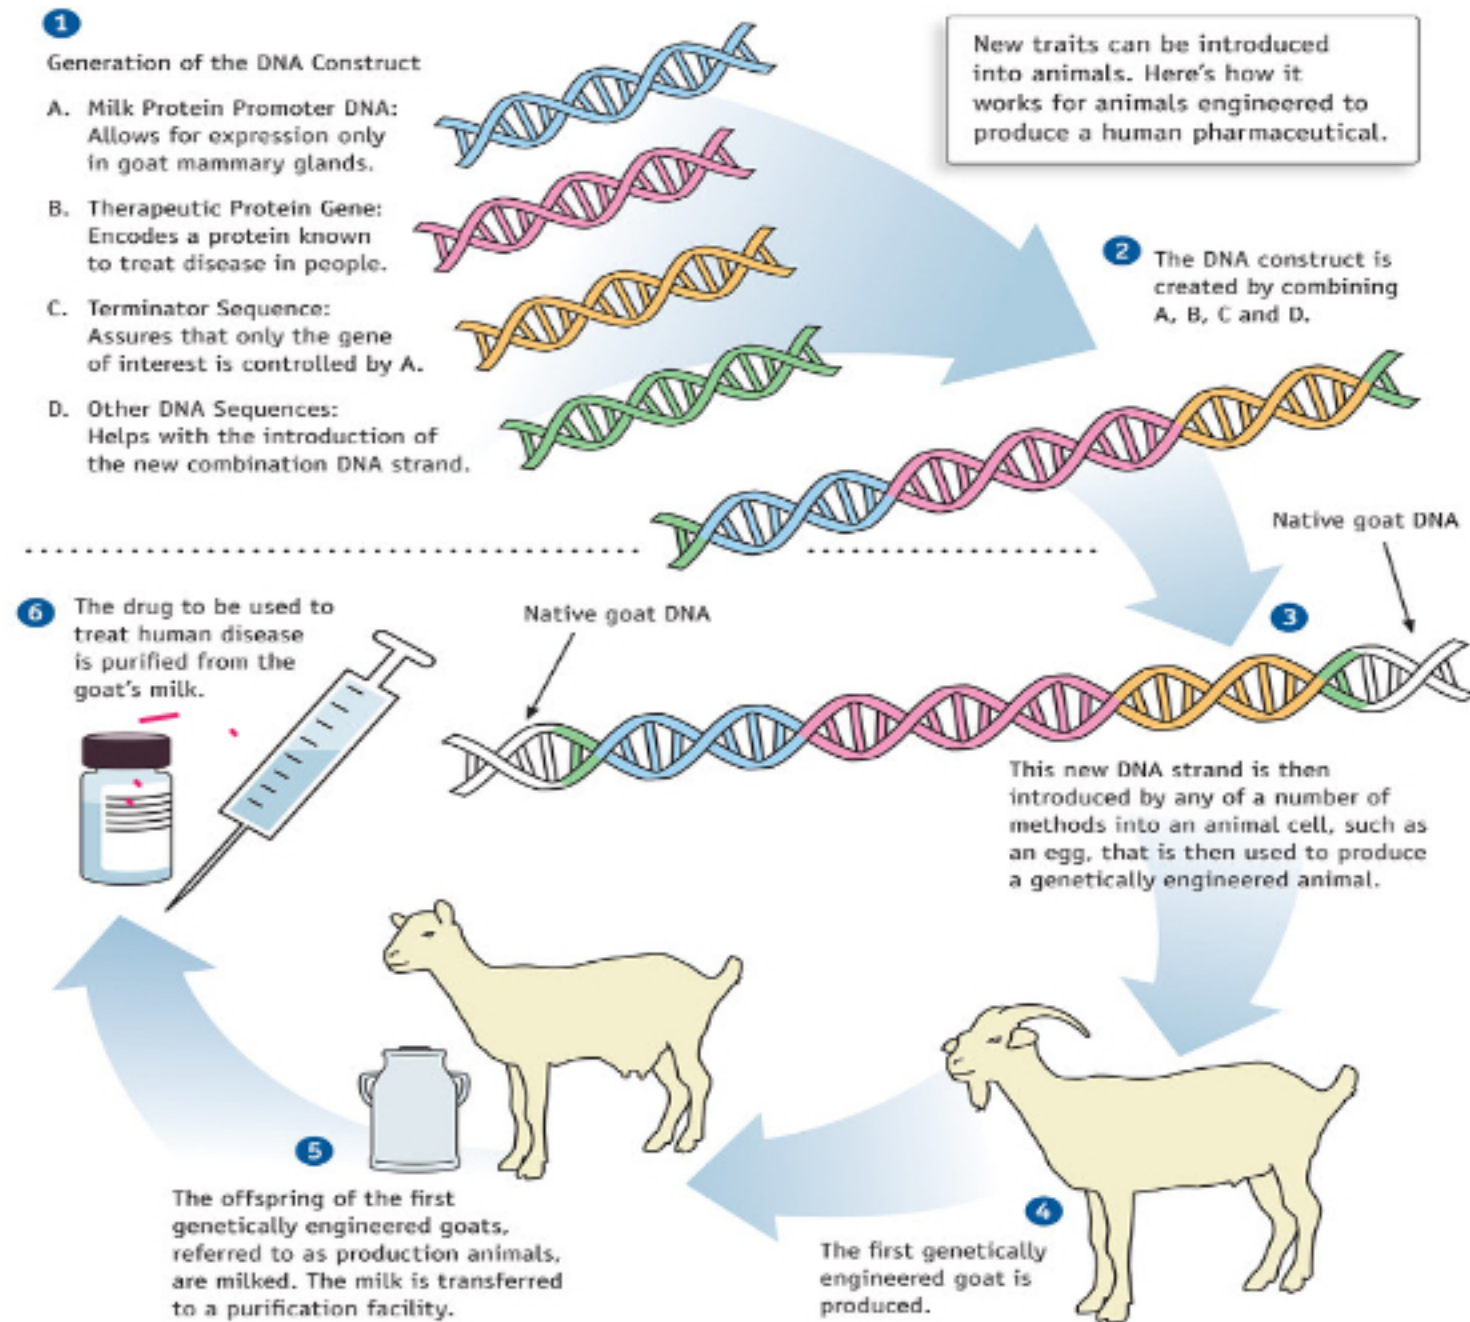 1
Generation of the DNA Construct
A. Milk Protein Promoter DNA:
Allows for expression only
in goat mammary glands.
B. Therapeutic Protein Gene:
Encodes a protein known
to treat disease in people.
C. Terminator Sequence:
Assures that only the gene
of interest is controlled by A.
D. Other DNA Sequences:
Helps with the introduction of
the new combination DNA strand.
New traits can be introduced
into animals. Here's how it
works for animals engineered to
produce a human pharmaceutical.
2 The DNA construct is
created by combining
A, B, C and D.
Native goat DNA
3
Native goat DNA
This new DNA strand is then
introduced by any of a number of
methods into an animal cell, such as
an egg, that is then used to produce
a genetically engineered animal.
4
The first genetically
engineered goat is
produced.
5
The offspring of the first
genetically engineered goats,
referred to as production animals,
are milked. The milk is transferred
to a purification facility.
6 The drug to be used to
treat human disease
is purified from the
goat's milk.